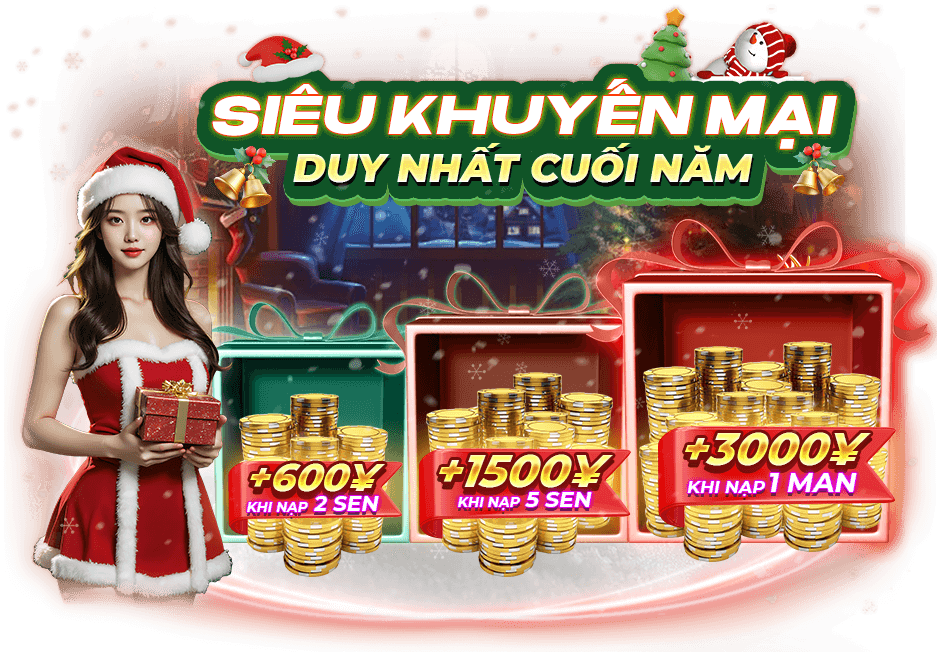 SIÊU KHUYẾN MẠI
DUY NHẤT CUỐI NĂM
+600¥
KHI NẠP 2 SEN
+1500¥
KHI NẠP 5 SEN
+3000¥
KHI NẠP 1 MAN